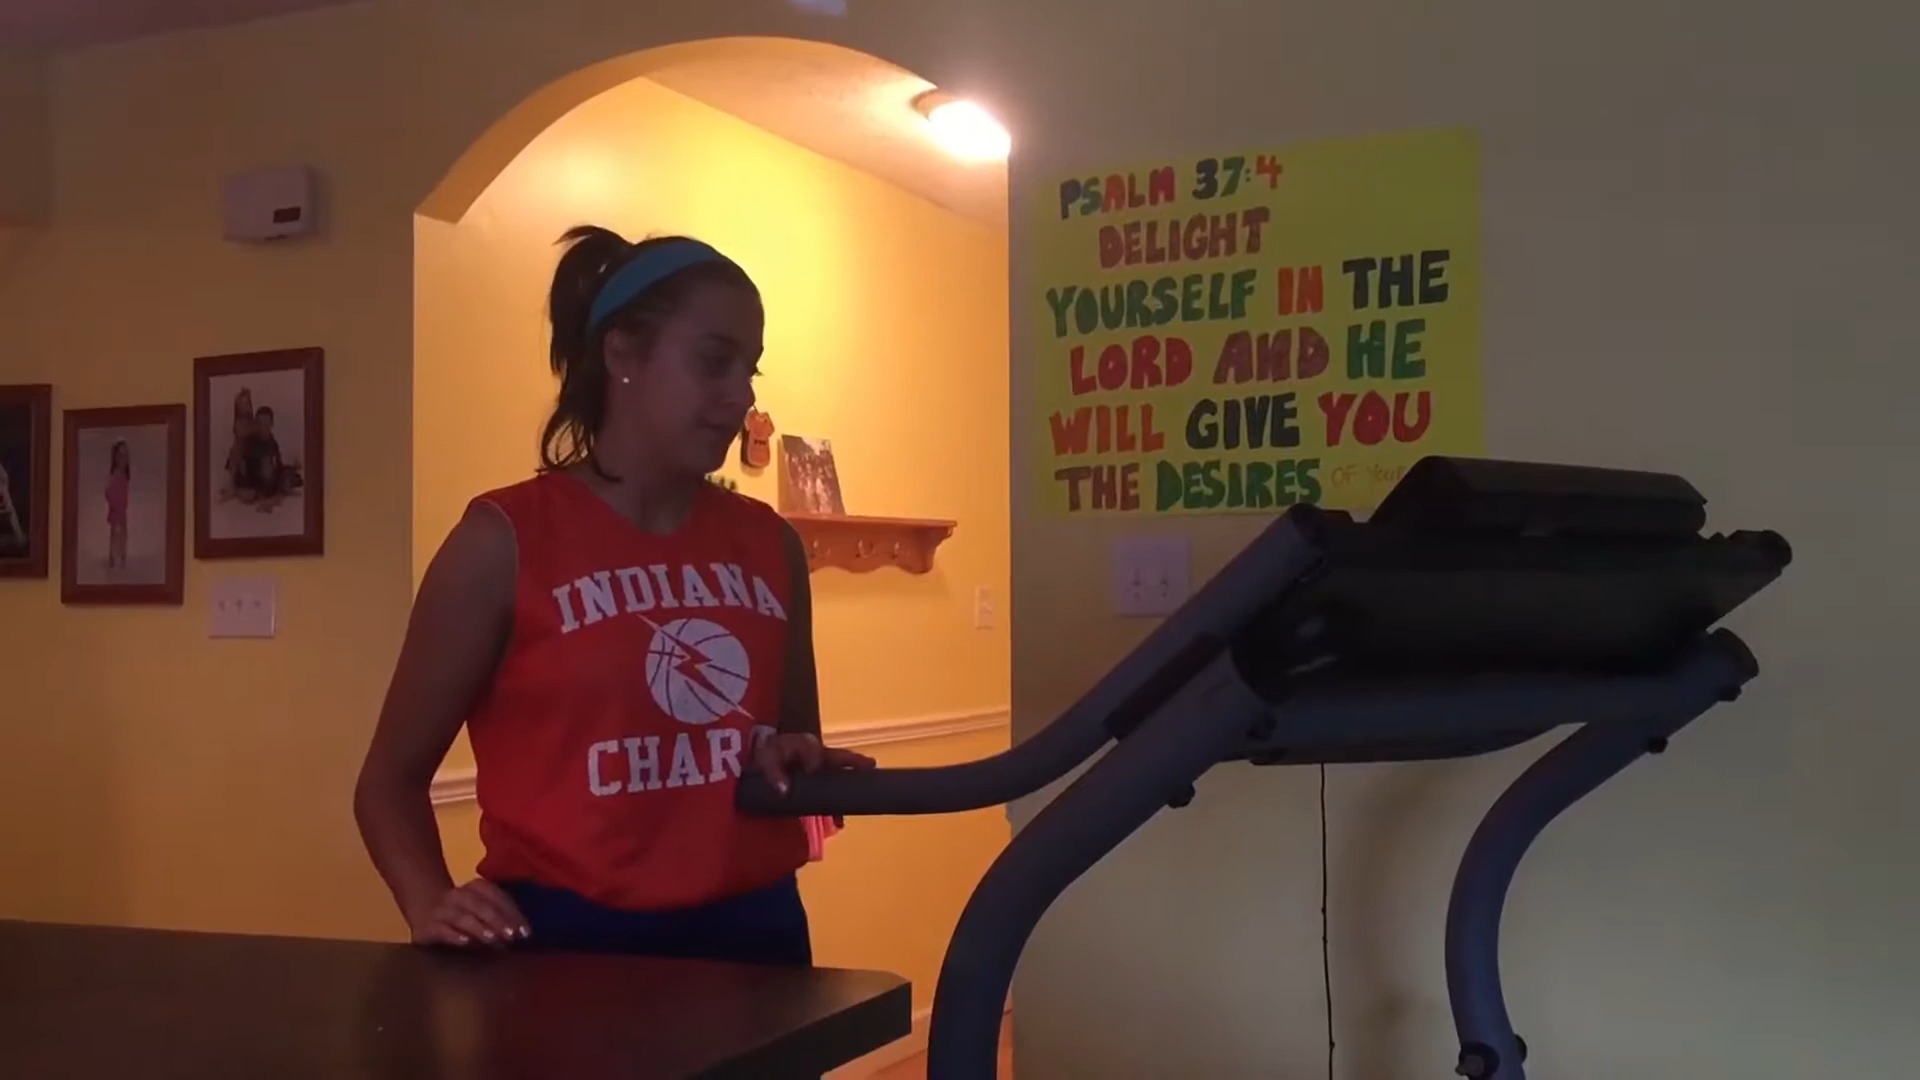 PSALM 37:4
DELIGHT
YOURSELF IN THE
LORD AND HE
WILL GIVE YOU
THE DESIRES OF
INDIANA
CHAR